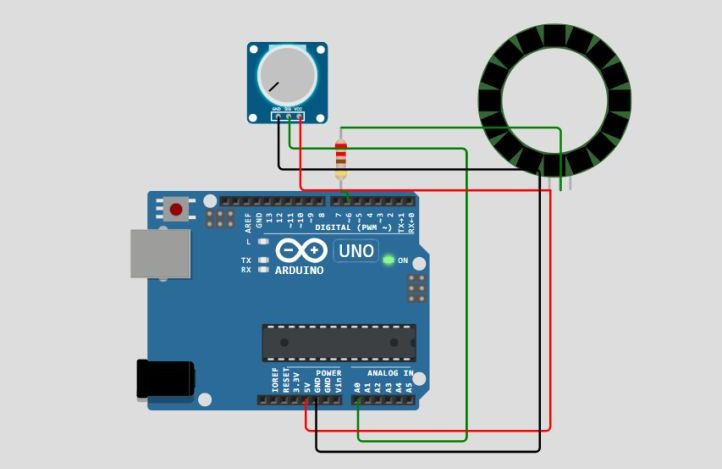 GND SIG VCC
AREF
GND
13
12
~11
~10
~9
8
7
~6
~5
4
~3
2
TX→1
RX←0
DIGITAL (PWM ~)
L
TX
RX
UNO
ON
ARDUINO
IOREF
RESET
3.3V
5V
GND
GND
Vin
POWER
ANALOG IN
A0
A1
A2
A3
A4
A5